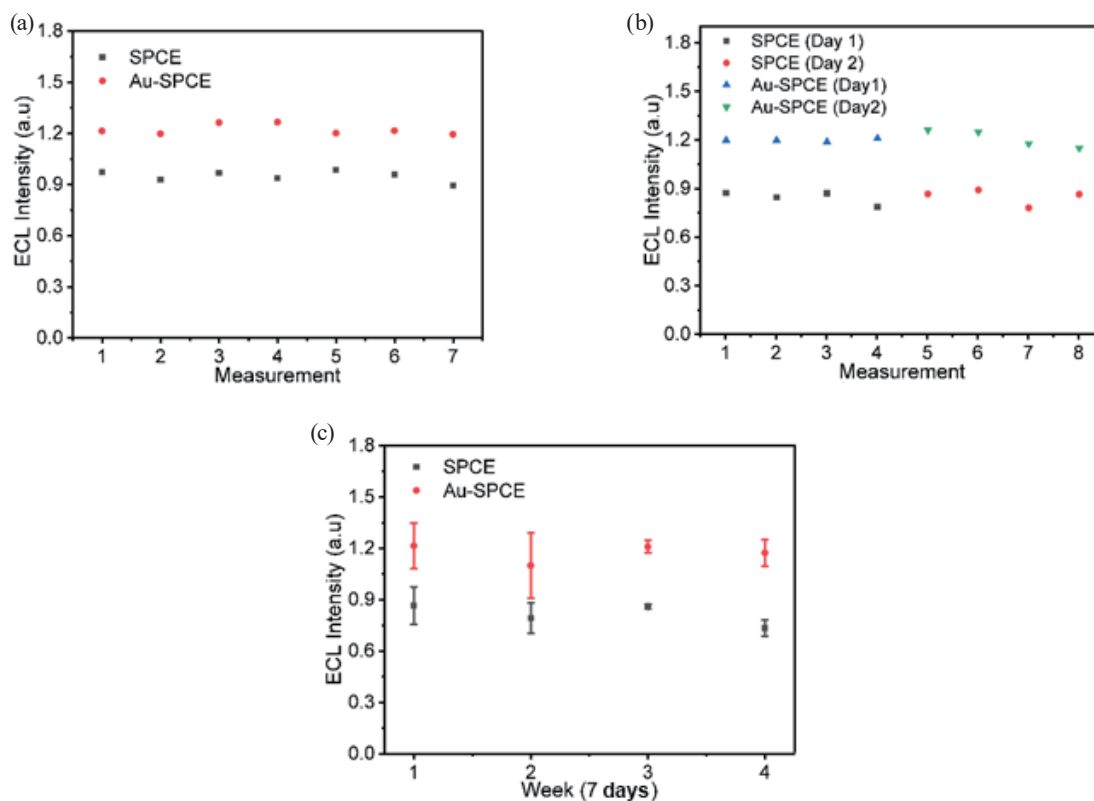 (a)
SPCE
Au-SPCE
ECL Intensity (a.u)
1.8
1.5
1.2
0.9
0.6
0.3
0.0
1 2 3 4 5 6 7
Measurement
(b)
SPCE (Day 1)
SPCE (Day 2)
Au-SPCE (Day1)
Au-SPCE (Day2)
ECL Intensity (a.u)
1.8
1.5
1.2
0.9
0.6
0.3
0.0
1 2 3 4 5 6 7 8
Measurement
(c)
SPCE
Au-SPCE
ECL Intensity (a.u)
1.8
1.5
1.2
0.9
0.6
0.3
0.0
1 2 3 4
Week (7 days)